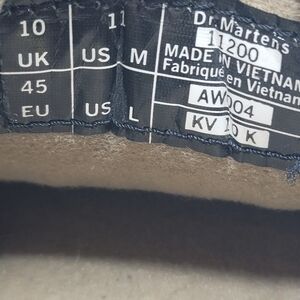 10 UK
11 US M
45 EU
US L
Dr. Martens
11200
MADE IN VIETNAM
Fabriqué en Vietnam
AW004
KV 10 K